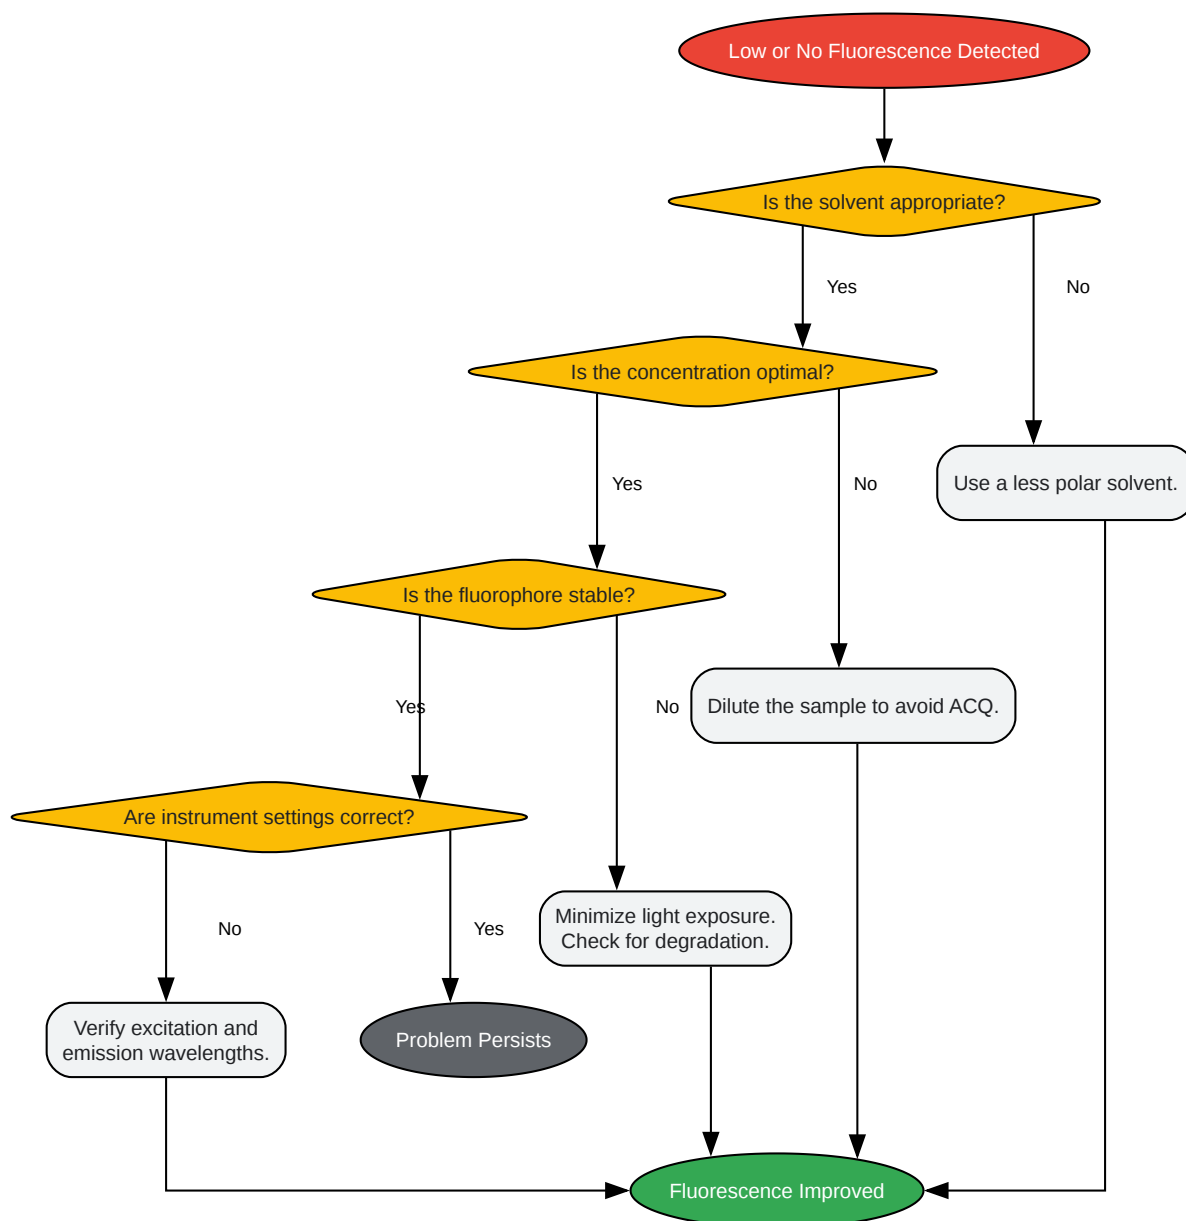 Low or No Fluorescence Detected
Is the solvent appropriate?
Yes
No
Is the concentration optimal?
Yes
No
Use a less polar solvent.
Is the fluorophore stable?
Yes
No
Dilute the sample to avoid ACQ.
Are instrument settings correct?
No
Yes
Minimize light exposure.
Check for degradation.
Verify excitation and
emission wavelengths.
Problem Persists
Fluorescence Improved